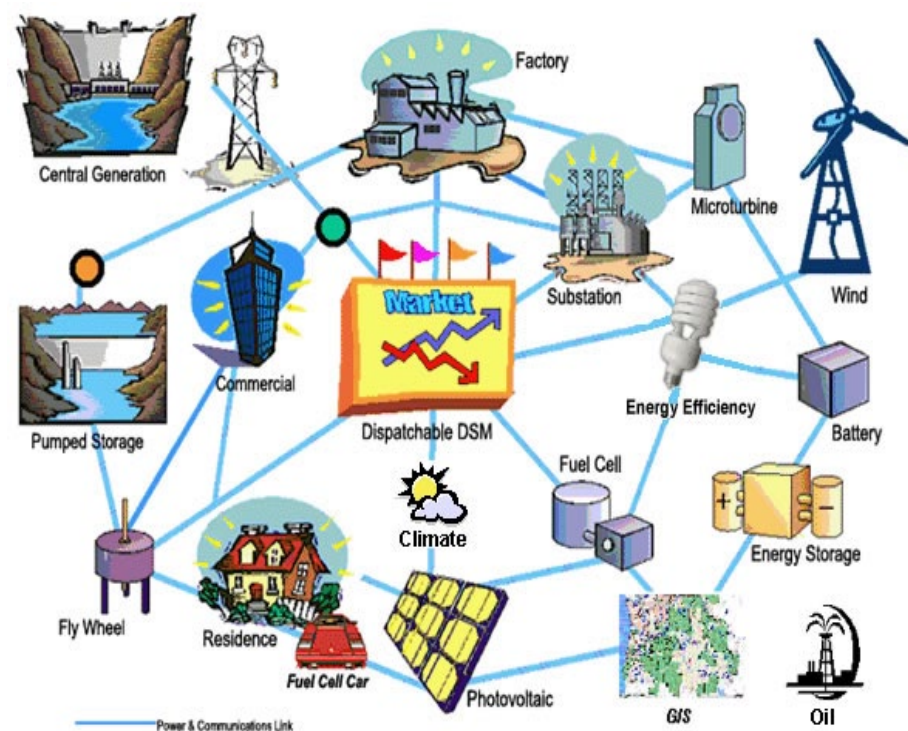 Factory
Central Generation
Microturbine
Market
Substation
Wind
Commercial
Energy Efficiency
Pumped Storage
Dispatchable DSM
Battery
Fuel Cell
+
−
Climate
Energy Storage
Fly Wheel
Residence
Fuel Cell Car
Photovoltaic
GIS
Oil
Power & Communications Link